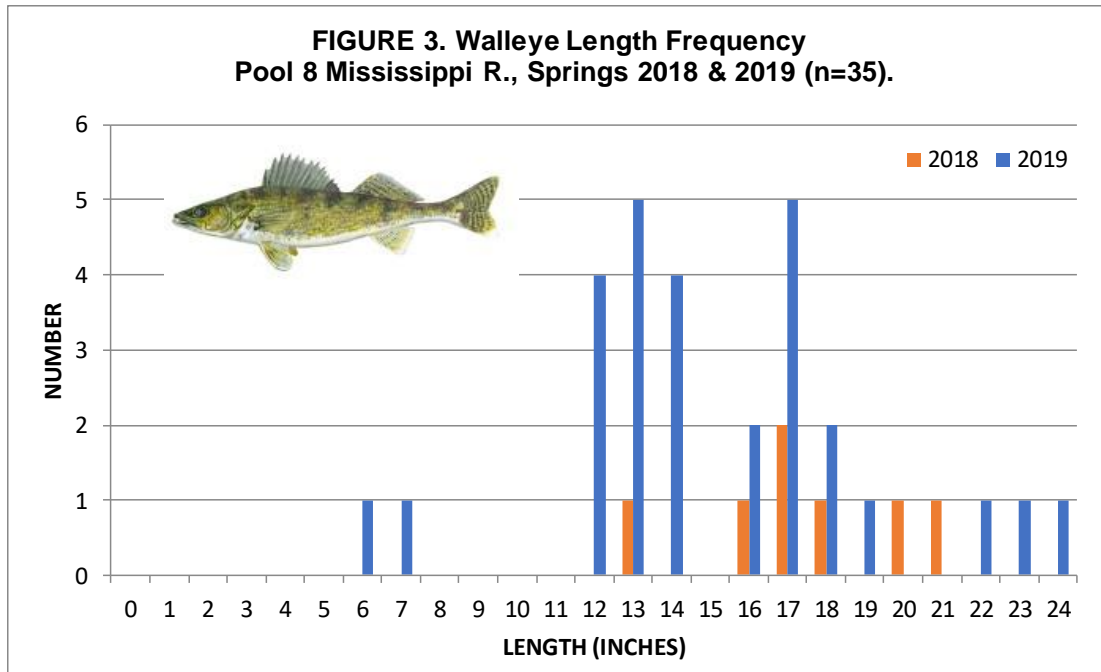 FIGURE 3. Walleye Length Frequency
Pool 8 Mississippi R., Springs 2018 & 2019 (n=35).
6
2018 2019
5
4
3
2
1
0
NUMBER
0 1 2 3 4 5 6 7 8 9 10 11 12 13 14 15 16 17 18 19 20 21 22 23 24
LENGTH (INCHES)